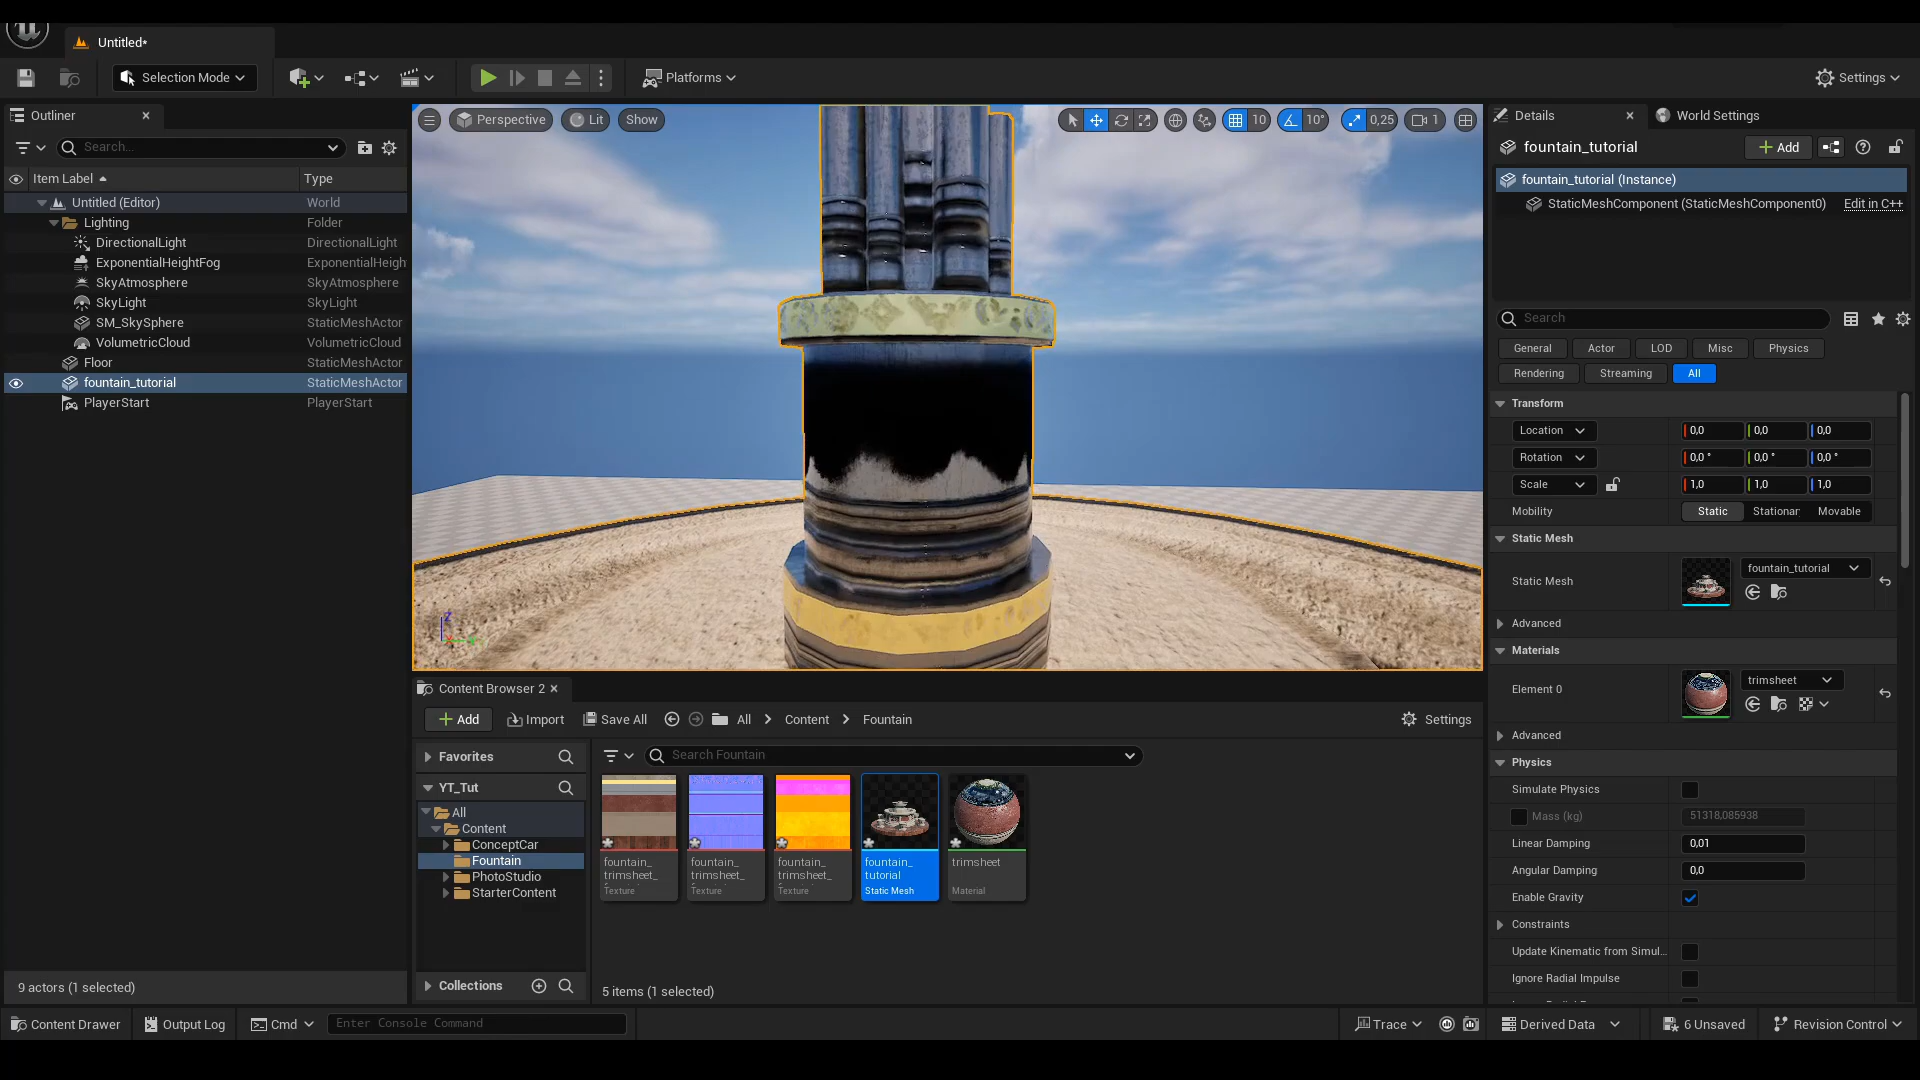 Untitled*
Selection Mode
Platforms
Settings
Outliner
Search...
Item Label
Type
Untitled (Editor)
World
Lighting
Folder
DirectionalLight
DirectionalLight
ExponentialHeightFog
ExponentialHeigh
SkyAtmosphere
SkyAtmosphere
SkyLight
SkyLight
SM_SkySphere
StaticMeshActor
VolumetricCloud
VolumetricCloud
Floor
StaticMeshActor
fountain_tutorial
StaticMeshActor
PlayerStart
PlayerStart
9 actors (1 selected)
Perspective
Lit
Show
10
10°
0,25
1
Content Browser 2
Add
Import
Save All
All
Content
Fountain
Settings
Favorites
Search Fountain
YT_Tut
All
Content
ConceptCar
Fountain
PhotoStudio
StarterContent
Collections
fountain_
trimsheet_
Texture
fountain_
trimsheet_
Texture
fountain_
trimsheet_
Texture
fountain_
tutorial
Static Mesh
trimsheet
Material
5 items (1 selected)
Details
World Settings
fountain_tutorial
Add
fountain_tutorial (Instance)
StaticMeshComponent (StaticMeshComponent0)
Edit in C++
Search
General
Actor
LOD
Misc
Physics
Rendering
Streaming
All
Transform
Location
0,0
0,0
0,0
Rotation
0,0 °
0,0 °
0,0 °
Scale
1,0
1,0
1,0
Mobility
Static
Stationar
Movable
Static Mesh
Static Mesh
fountain_tutorial
Advanced
Materials
Element 0
trimsheet
Advanced
Physics
Simulate Physics
Mass (kg)
51318,085938
Linear Damping
0,01
Angular Damping
0,0
Enable Gravity
Constraints
Update Kinematic from Simul...
Ignore Radial Impulse
Content Drawer
Output Log
Cmd
Enter Console Command
Trace
Derived Data
6 Unsaved
Revision Control